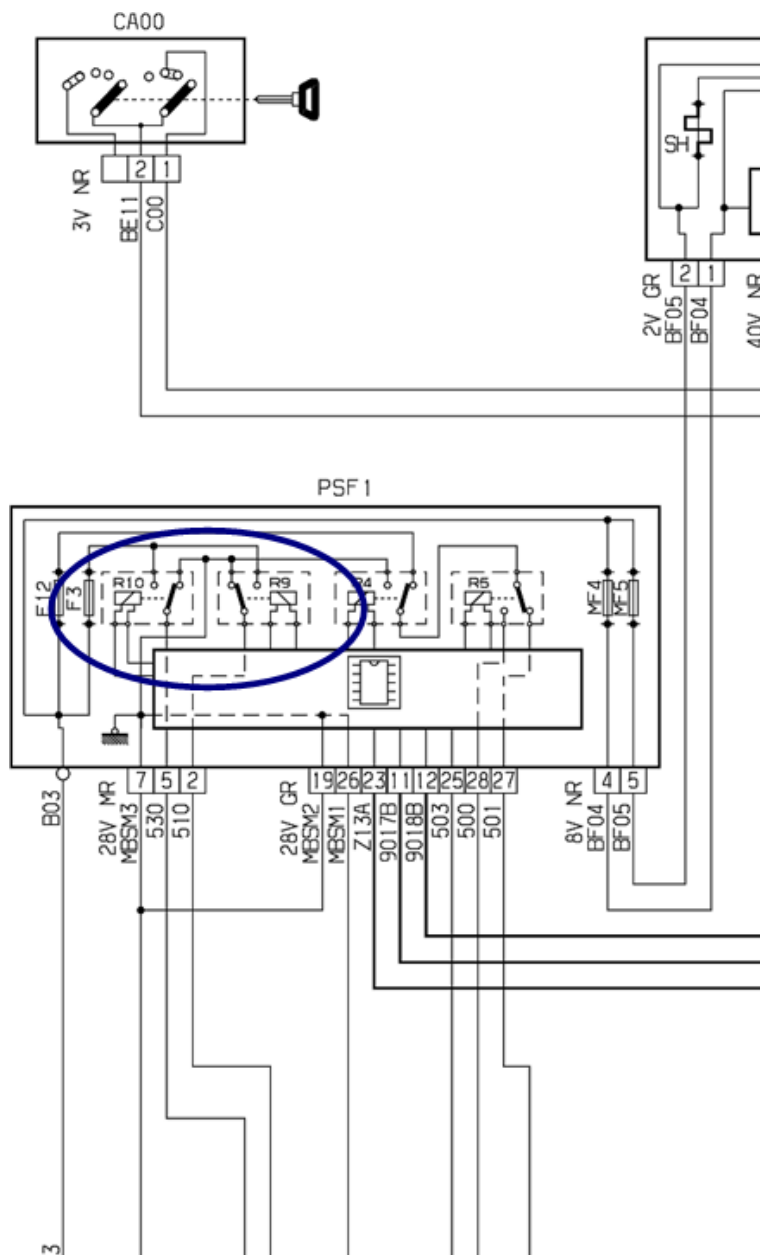 CA00
2 1
3V NR
BE11
C00
SH
2 1
2V GR
BF05
BF04
40V NR
PSF1
F12
F3
R10
R9
R4
MF4
MF5
7 5 2
19 26 23 11 12 25 28 27
4 5
B03
28V MR
MBSM3
530
510
28V GR
MBSM2
MBSM1
Z13A
9017B
9018B
503
500
501
8V NR
BF04
BF05
3